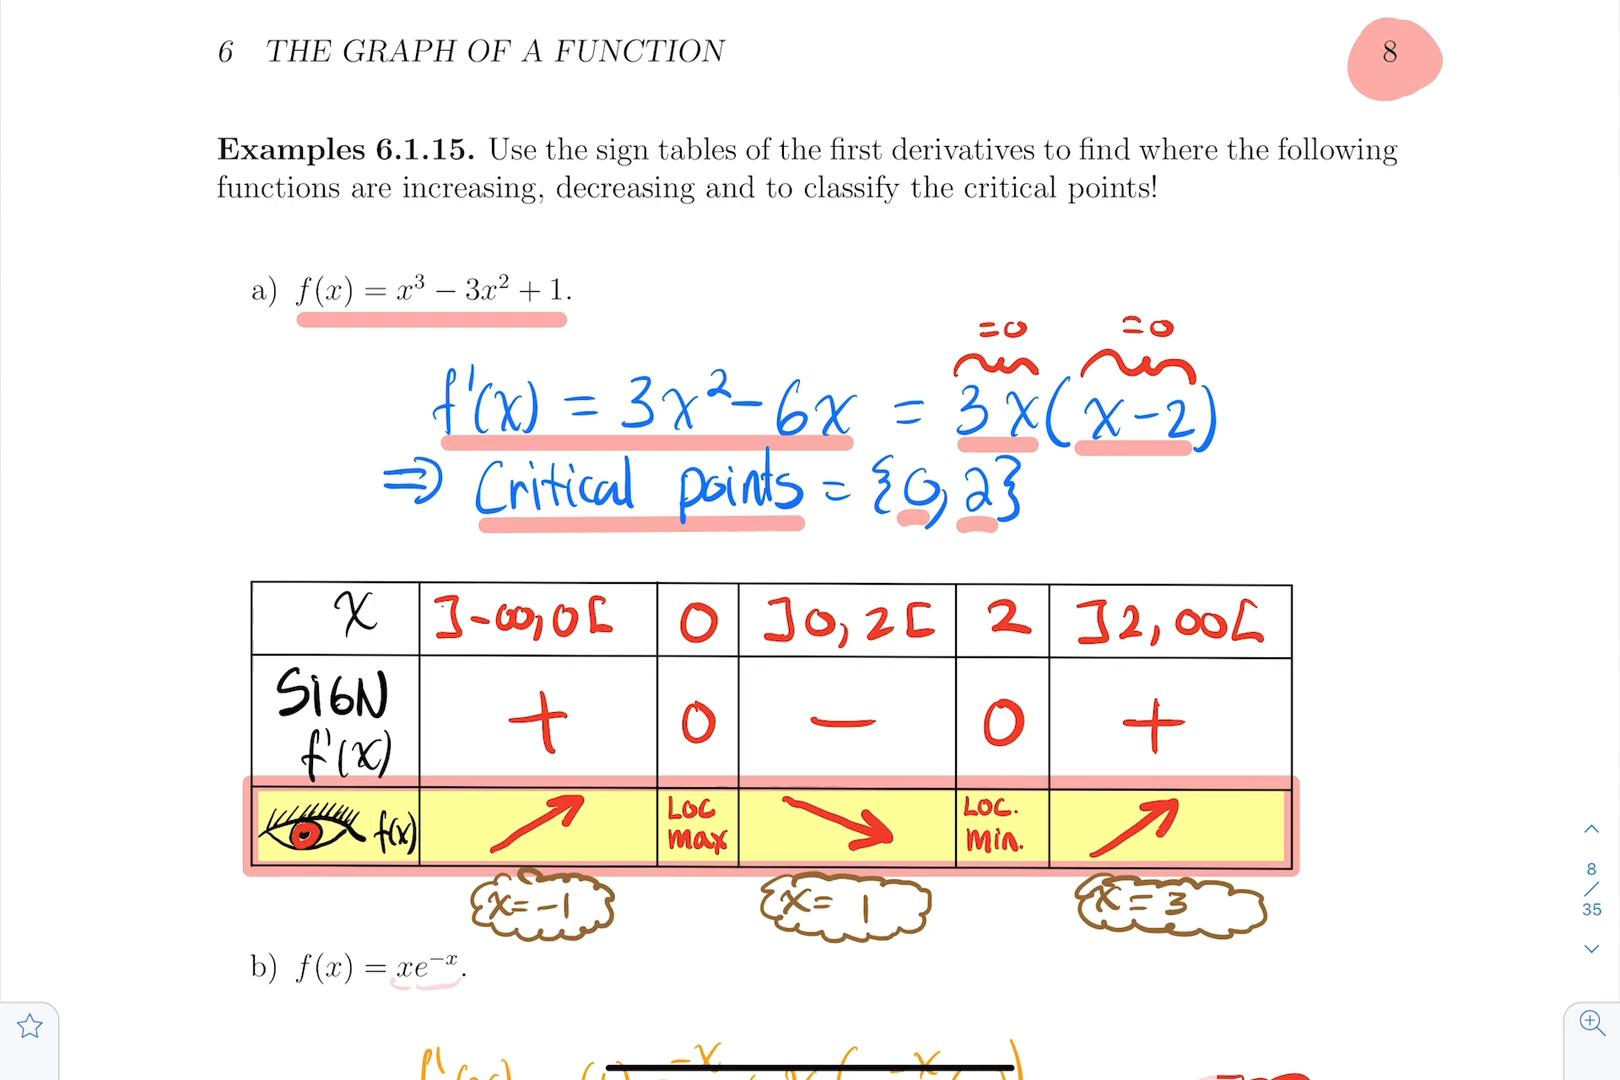 6 THE GRAPH OF A FUNCTION 8
Examples 6.1.15. Use the sign tables of the first derivatives to find where the following
functions are increasing, decreasing and to classify the critical points!
a) f(x) = x³ − 3x² + 1.
=0 =0
f'(x) = 3x² − 6x = 3x(x−2)
⇒ Critical points = {0, 2}
x ]-∞,0[ 0 ]0,2[ 2 ]2,∞[
SIGN f'(x) + 0 − 0 +
f(x) ↗ LOC max ↘ LOC. min. ↗
x=-1 x=1 x=3
b) f(x) = xe⁻ˣ.
8
/
35